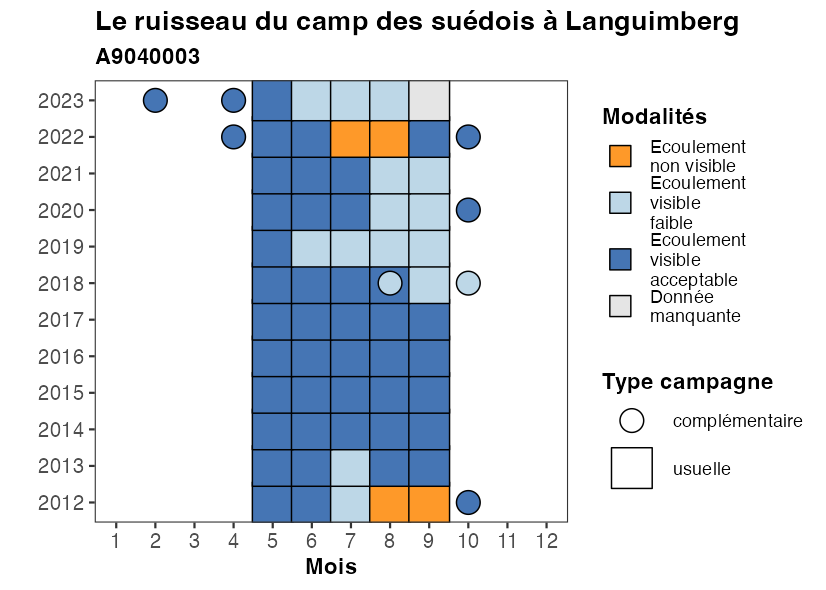 Le ruisseau du camp des suédois à Languimberg
A9040003
2023
2022
2021
2020
2019
2018
2017
2016
2015
2014
2013
2012
1 2 3 4 5 6 7 8 9 10 11 12
Mois
Modalités
Ecoulement
non visible
Ecoulement
visible
faible
Ecoulement
visible
acceptable
Donnée
manquante
Type campagne
complémentaire
usuelle